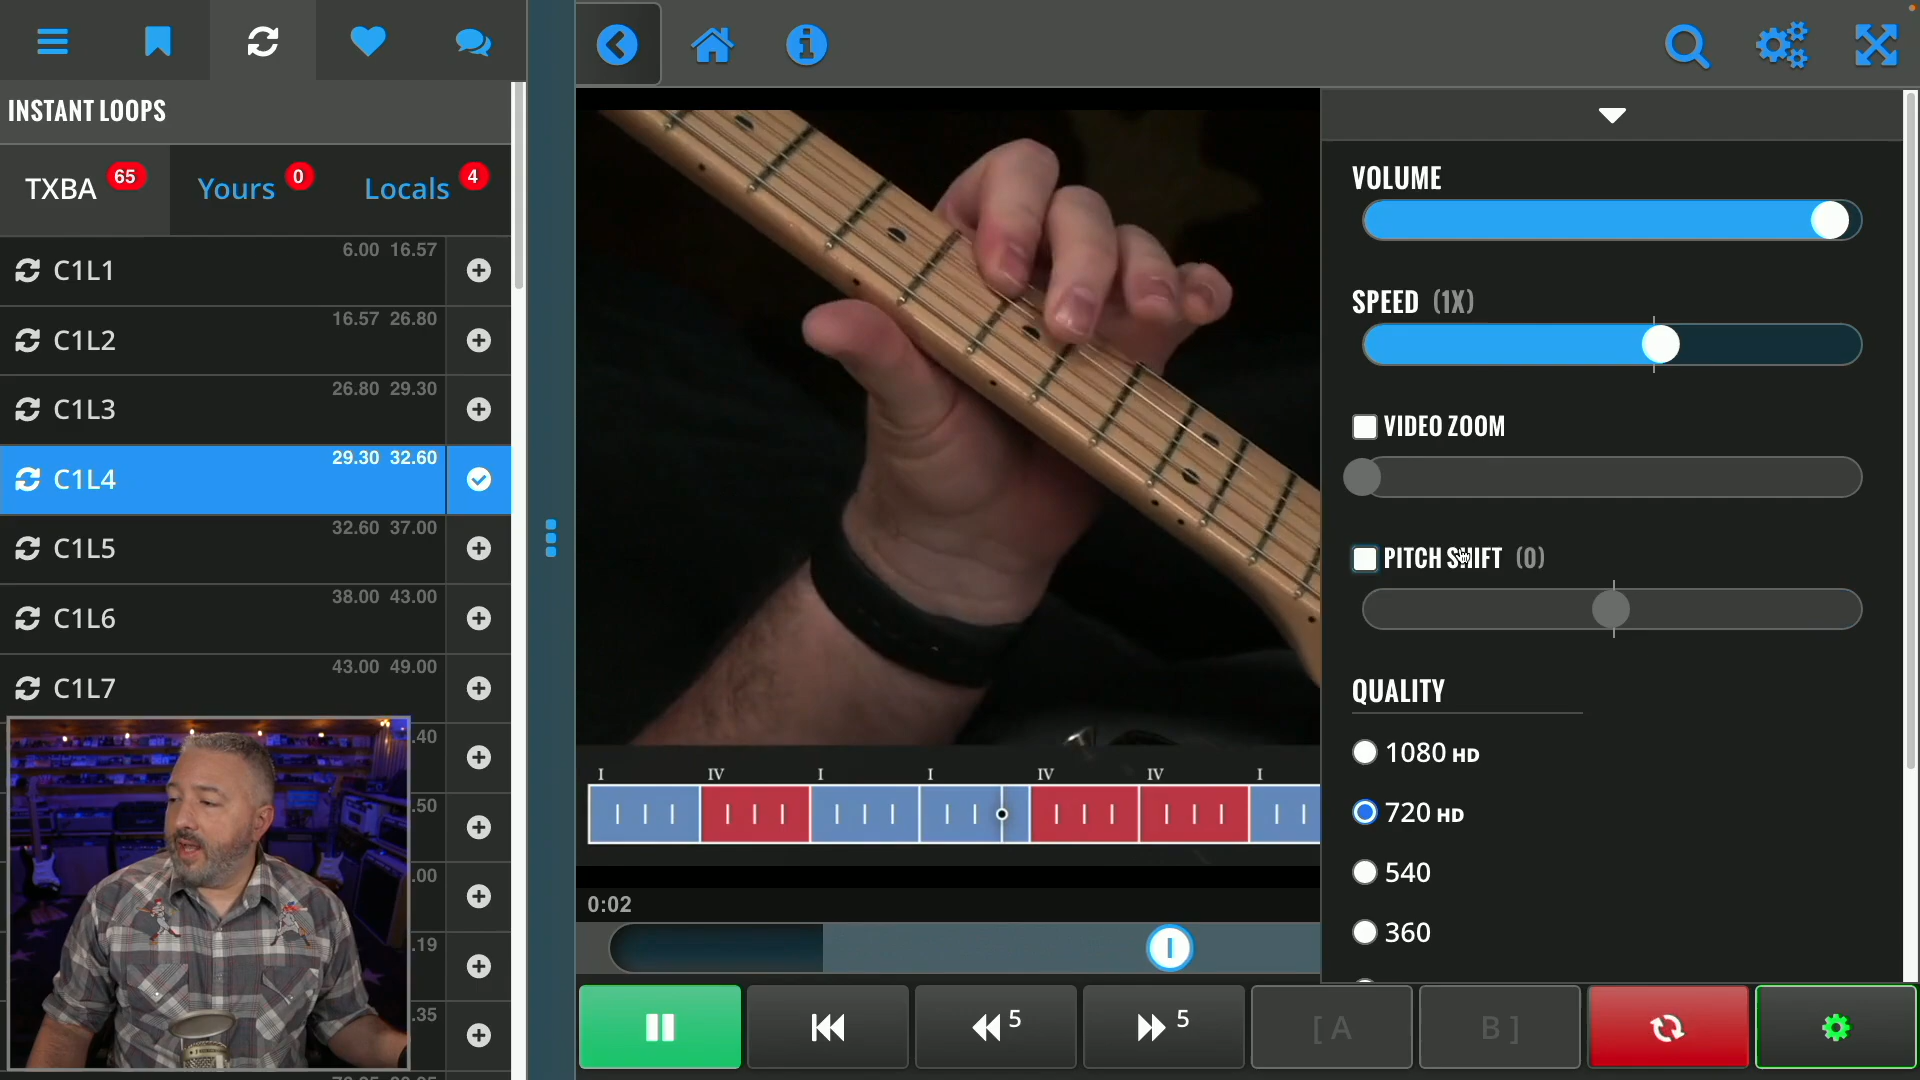 INSTANT LOOPS
TXBA 65 Yours 0 Locals 4
6.00 16.57
C1L1
16.57 26.80
C1L2
26.80 29.30
C1L3
29.30 32.60
C1L4
32.60 37.00
C1L5
38.00 43.00
C1L6
43.00 49.00
C1L7
.40
.50
.00
.19
.35
I IV I I IV IV I
0:02
5 5 [ A B ]
VOLUME
SPEED (1X)
VIDEO ZOOM
PITCH SHIFT (0)
QUALITY
1080 HD
720 HD
540
360